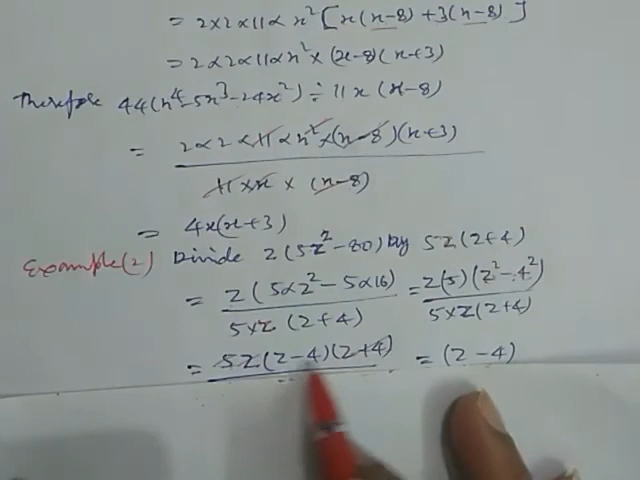 = 2×2×11×x² [x(x-8)+3(x-8)]
= 2×2×11×x²×(x-8)(x+3)
Therefore 44(x⁴-5x³-24x²) ÷ 11x(x-8)
= 2×2×11×x²×(x-8)(x+3)
11×x×(x-8)
= 4x(x+3)
Example(2) Divide z(5z²-80) by 5z(z+4)
= z(5×z²-5×16) / 5×z(z+4) = z(5)(z²-4²) / 5×z(z+4)
= 5z(z-4)(z+4) = (z-4)